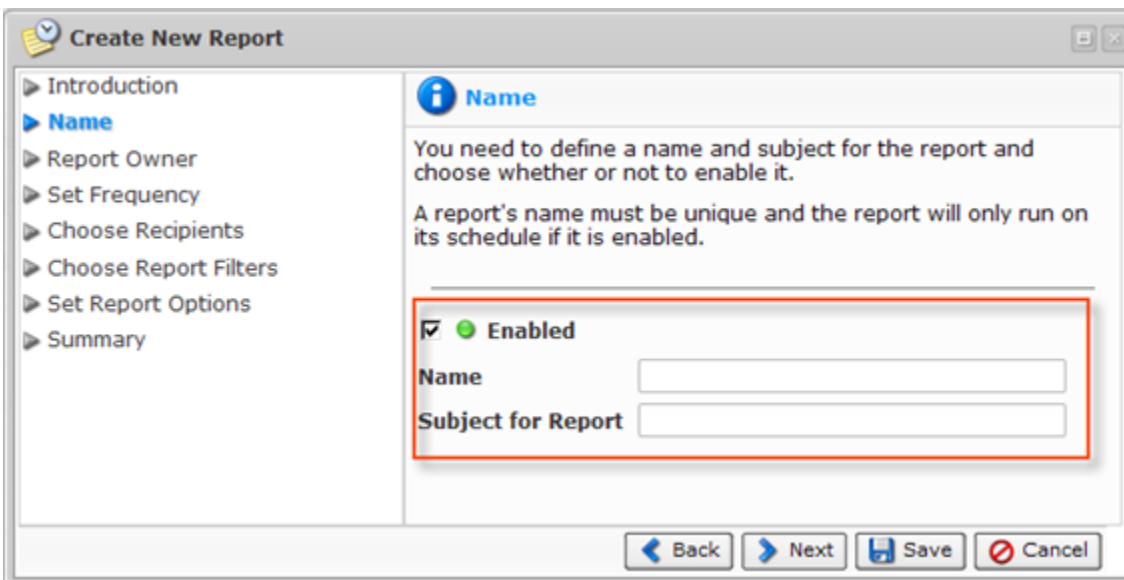 Create New Report
Introduction
Name
Report Owner
Set Frequency
Choose Recipients
Choose Report Filters
Set Report Options
Summary
Name
You need to define a name and subject for the report and
choose whether or not to enable it.
A report's name must be unique and the report will only run on
its schedule if it is enabled.
Enabled
Name
Subject for Report
Back Next Save Cancel